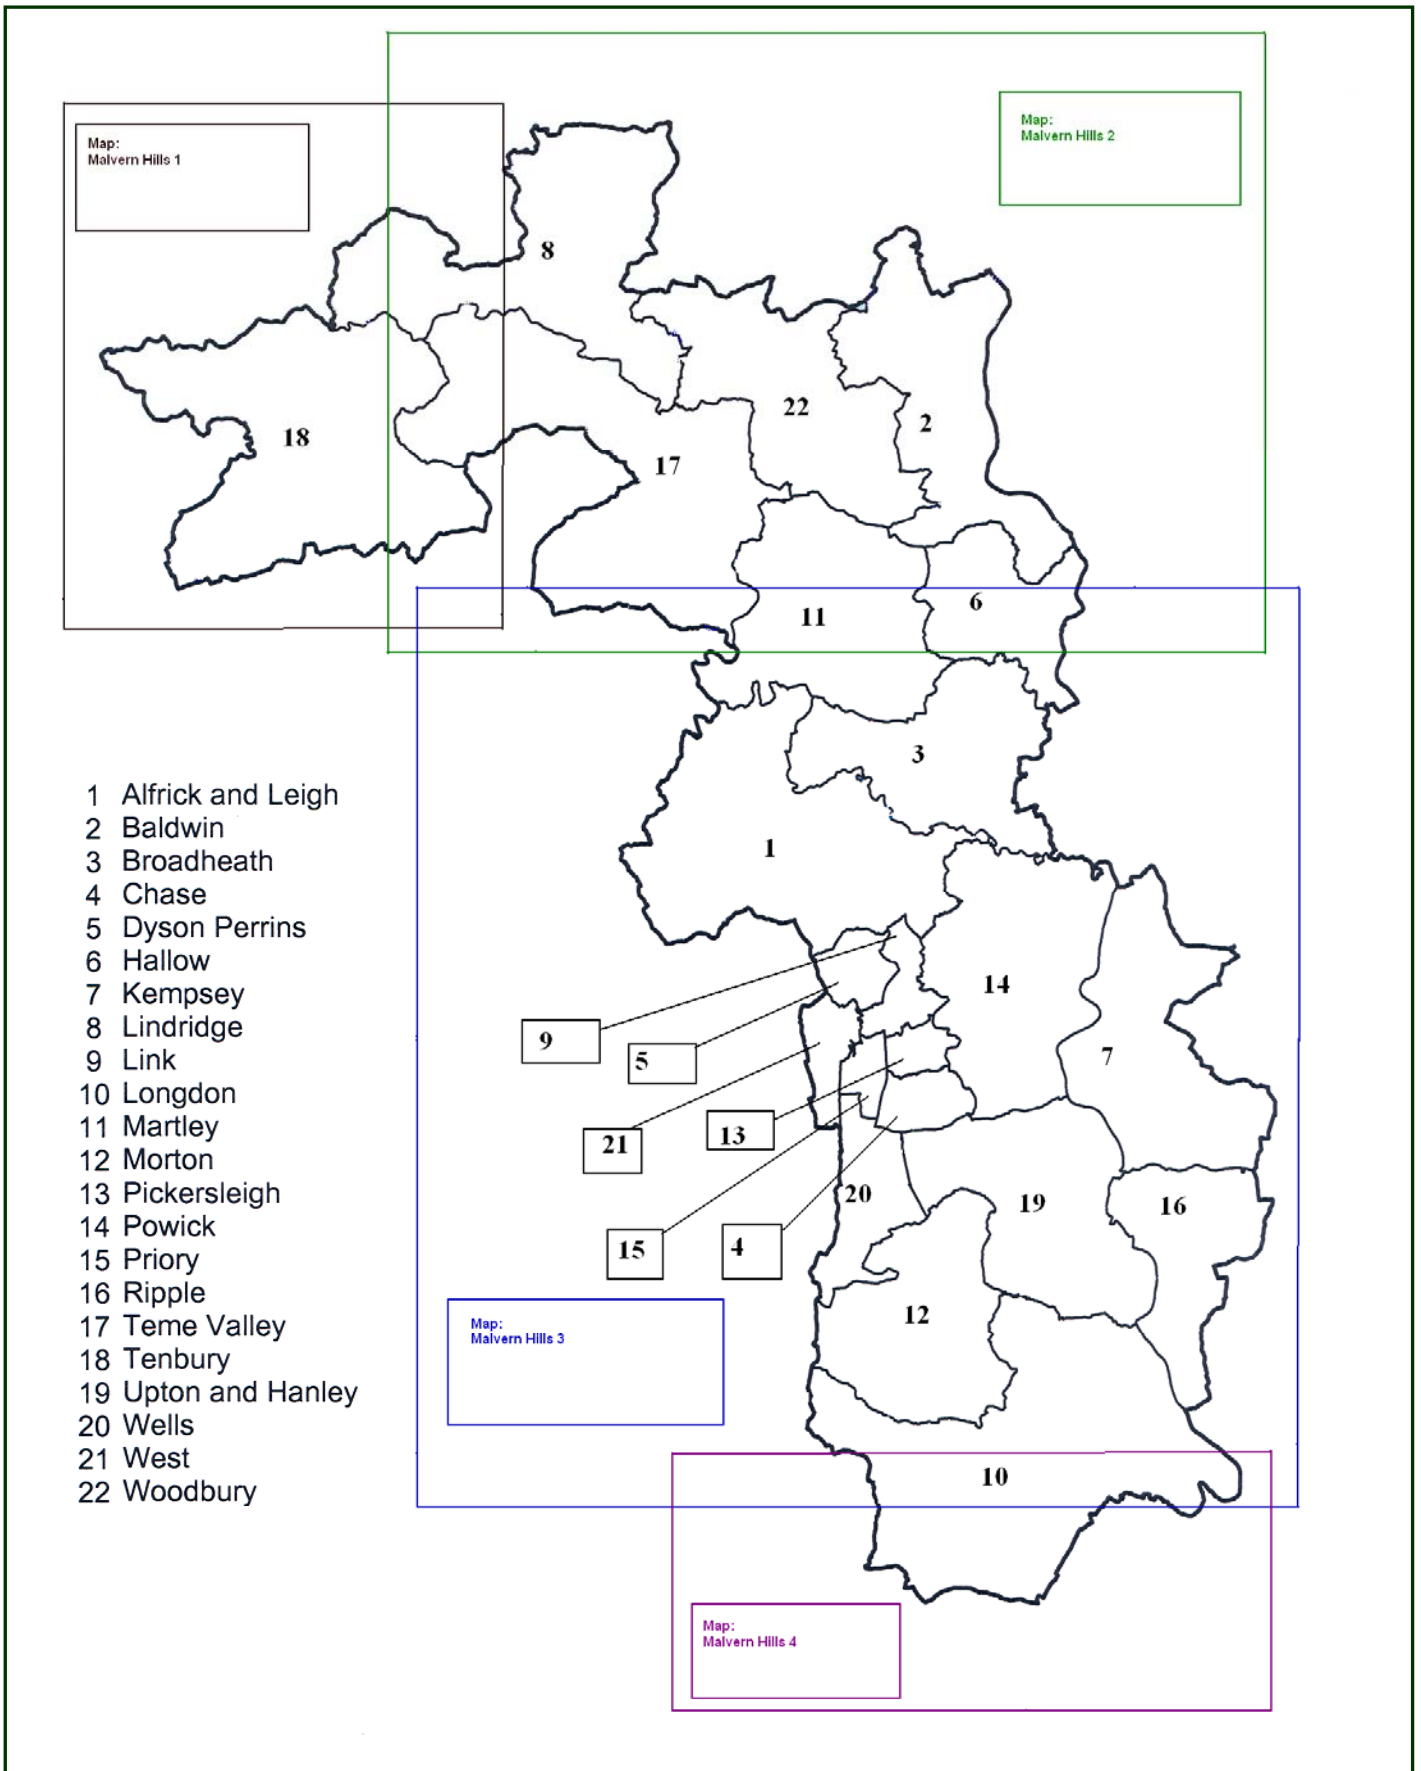 Map:
Malvern Hills 1
Map:
Malvern Hills 2
8
22
2
18
17
6
11
3
1
14
9
5
7
21
13
20
19
16
15
4
12
Map:
Malvern Hills 3
10
Map:
Malvern Hills 4
1 Alfrick and Leigh
2 Baldwin
3 Broadheath
4 Chase
5 Dyson Perrins
6 Hallow
7 Kempsey
8 Lindridge
9 Link
10 Longdon
11 Martley
12 Morton
13 Pickersleigh
14 Powick
15 Priory
16 Ripple
17 Teme Valley
18 Tenbury
19 Upton and Hanley
20 Wells
21 West
22 Woodbury